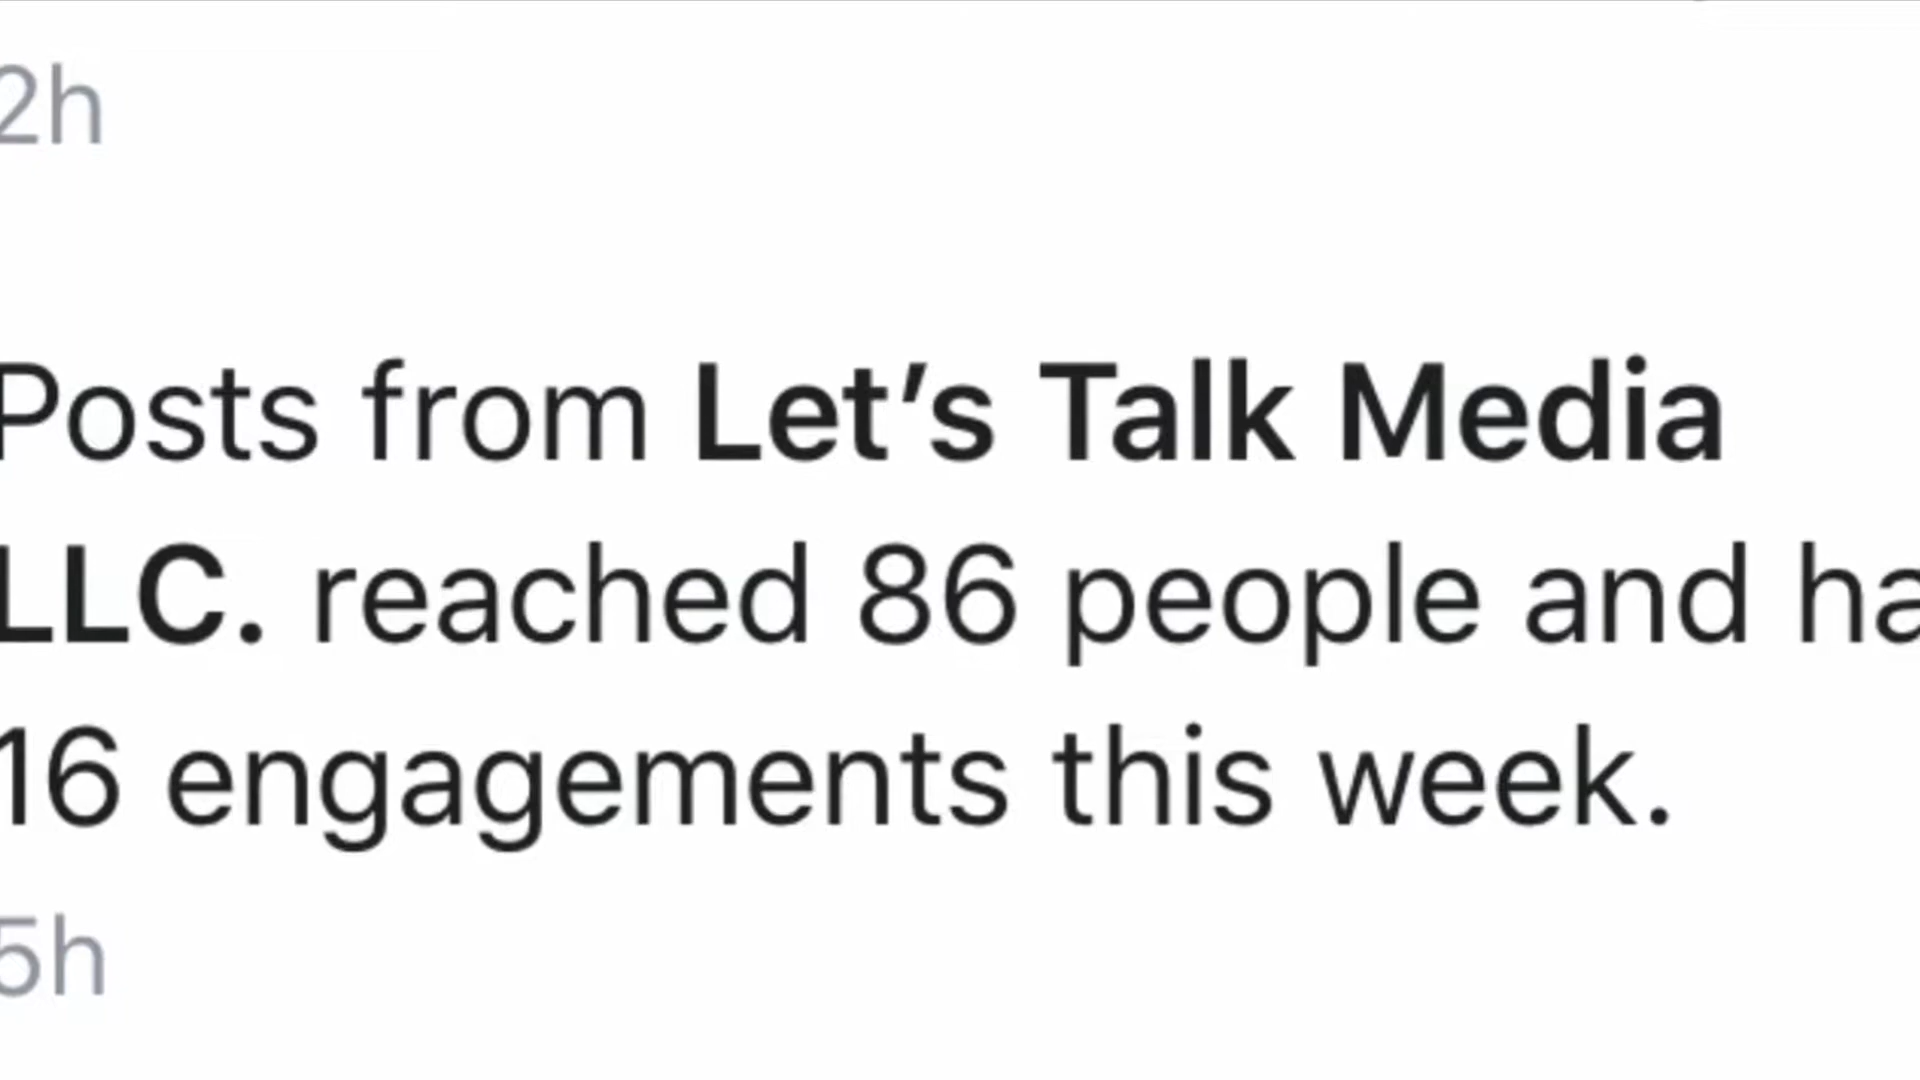 2h
Posts from Let’s Talk Media
LLC. reached 86 people and ha
16 engagements this week.
5h